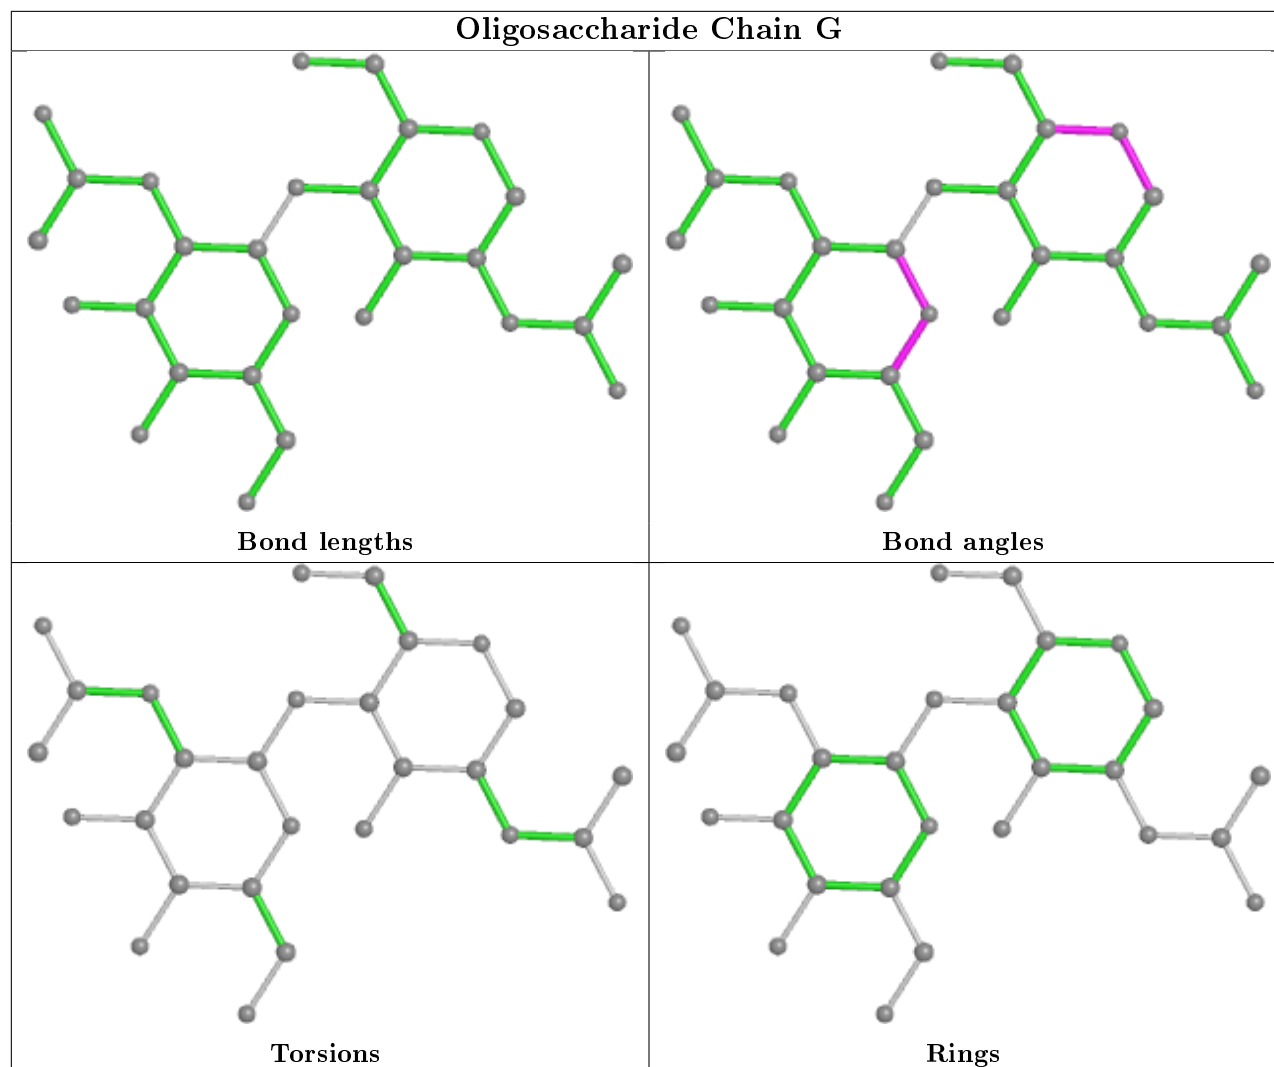 Oligosaccharide Chain G
Bond lengths
Bond angles
Torsions
Rings